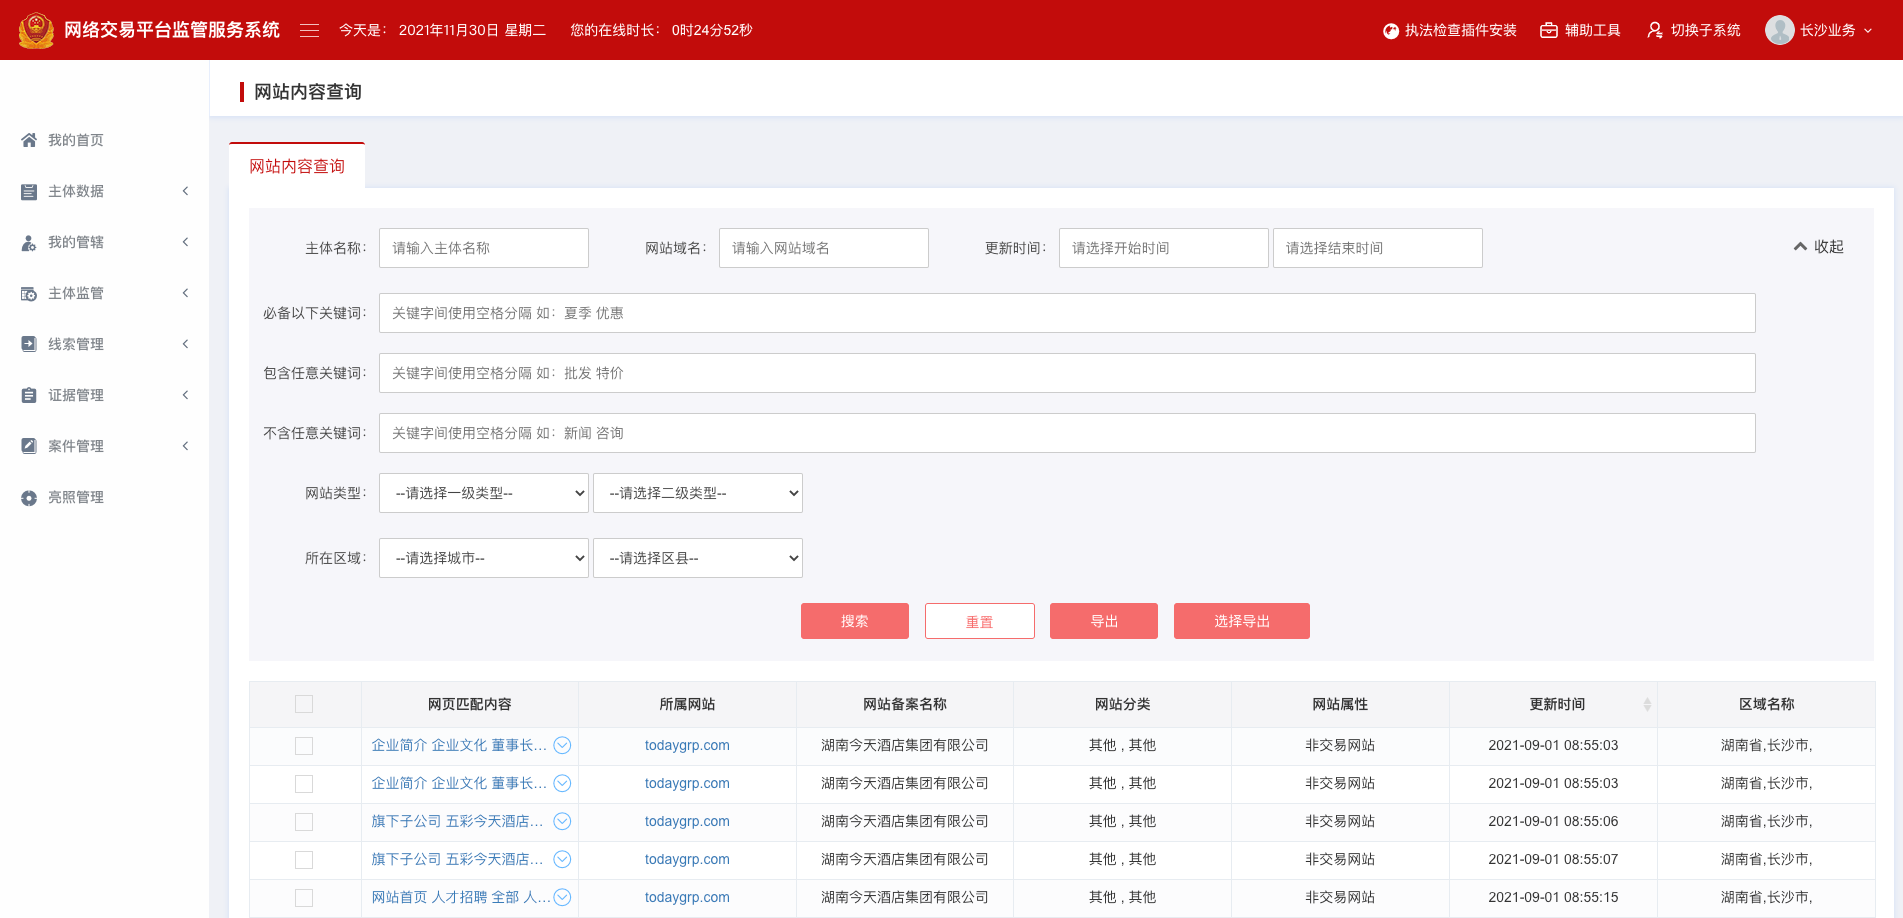 网络交易平台监管服务系统 今天是： 2021年11月30日 星期二 您的在线时长： 0时24分52秒 执法检查插件安装 辅助工具 切换子系统 长沙业务
网站内容查询
我的首页
主体数据
我的管辖
主体监管
线索管理
证据管理
案件管理
亮照管理
网站内容查询
主体名称： 请输入主体名称 网站域名： 请输入网站域名 更新时间： 请选择开始时间 请选择结束时间 收起
必备以下关键词： 关键字间使用空格分隔 如：夏季 优惠
包含任意关键词： 关键字间使用空格分隔 如：批发 特价
不含任意关键词： 关键字间使用空格分隔 如：新闻 咨询
网站类型： --请选择一级类型-- --请选择二级类型--
所在区域： --请选择城市-- --请选择区县--
搜索 重置 导出 选择导出
网页匹配内容 所属网站 网站备案名称 网站分类 网站属性 更新时间 区域名称
企业简介 企业文化 董事长... todaygrp.com 湖南今天酒店集团有限公司 其他 , 其他 非交易网站 2021-09-01 08:55:03 湖南省,长沙市,
企业简介 企业文化 董事长... todaygrp.com 湖南今天酒店集团有限公司 其他 , 其他 非交易网站 2021-09-01 08:55:03 湖南省,长沙市,
旗下子公司 五彩今天酒店... todaygrp.com 湖南今天酒店集团有限公司 其他 , 其他 非交易网站 2021-09-01 08:55:06 湖南省,长沙市,
旗下子公司 五彩今天酒店... todaygrp.com 湖南今天酒店集团有限公司 其他 , 其他 非交易网站 2021-09-01 08:55:07 湖南省,长沙市,
网站首页 人才招聘 全部 人... todaygrp.com 湖南今天酒店集团有限公司 其他 , 其他 非交易网站 2021-09-01 08:55:15 湖南省,长沙市,